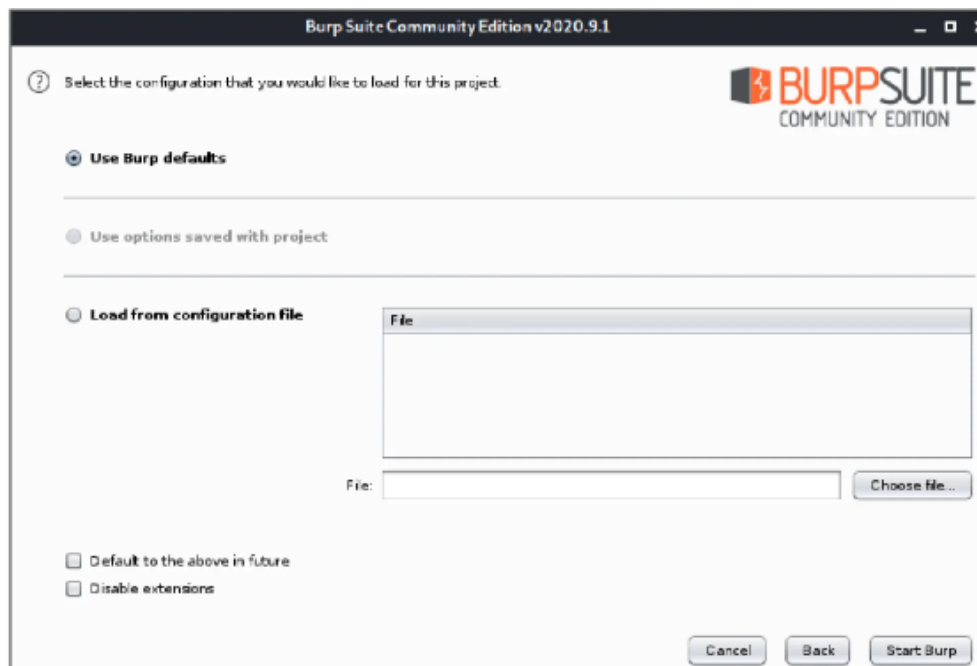 Burp Suite Community Edition v2020.9.1
Select the configuration that you would like to load for this project.
BURPSUITE
COMMUNITY EDITION
Use Burp defaults
Use options saved with project
Load from configuration file
File
File:
Choose file...
Default to the above in future
Disable extensions
Cancel
Back
Start Burp